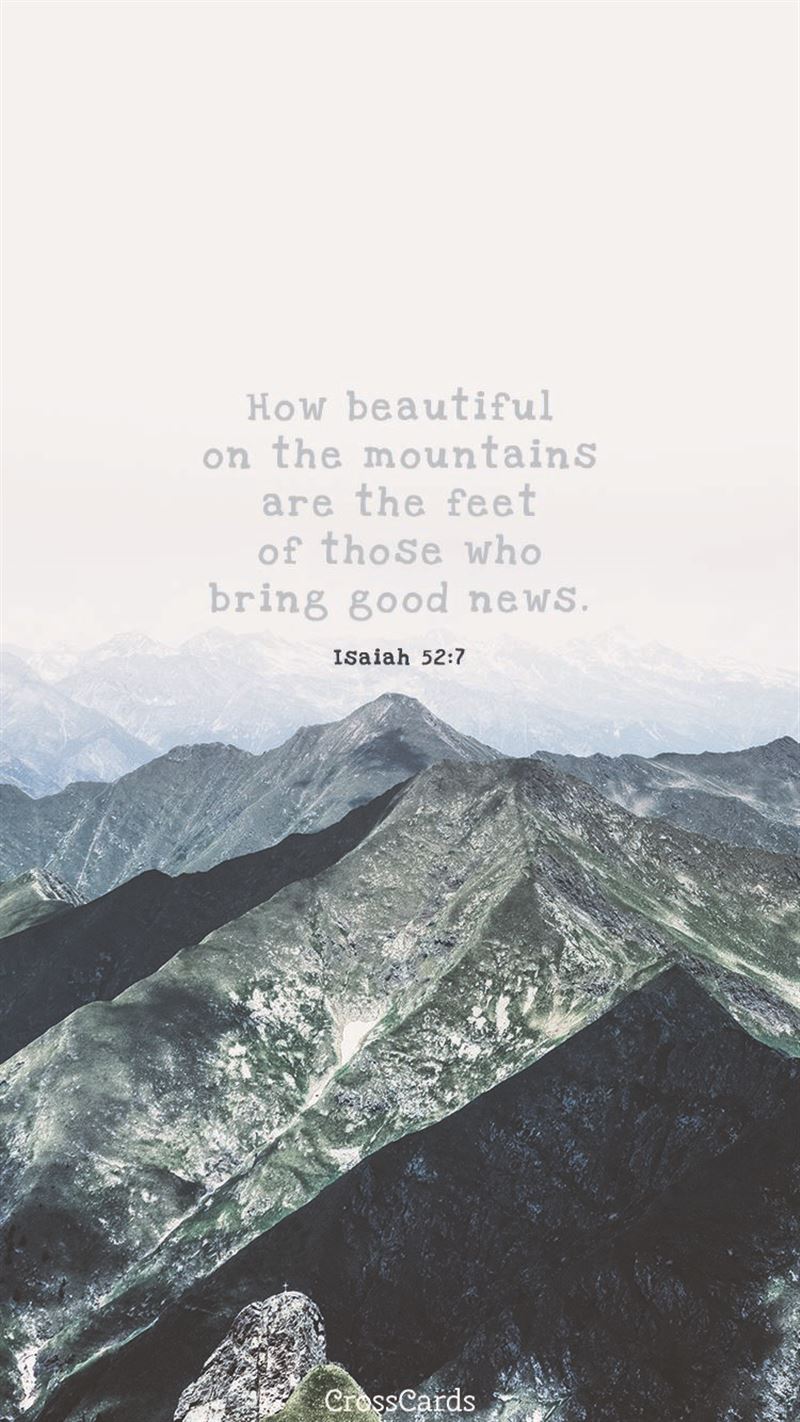 How beautiful
on the mountains
are the feet
of those who
bring good news.
Isaiah 52:7
CrossCards